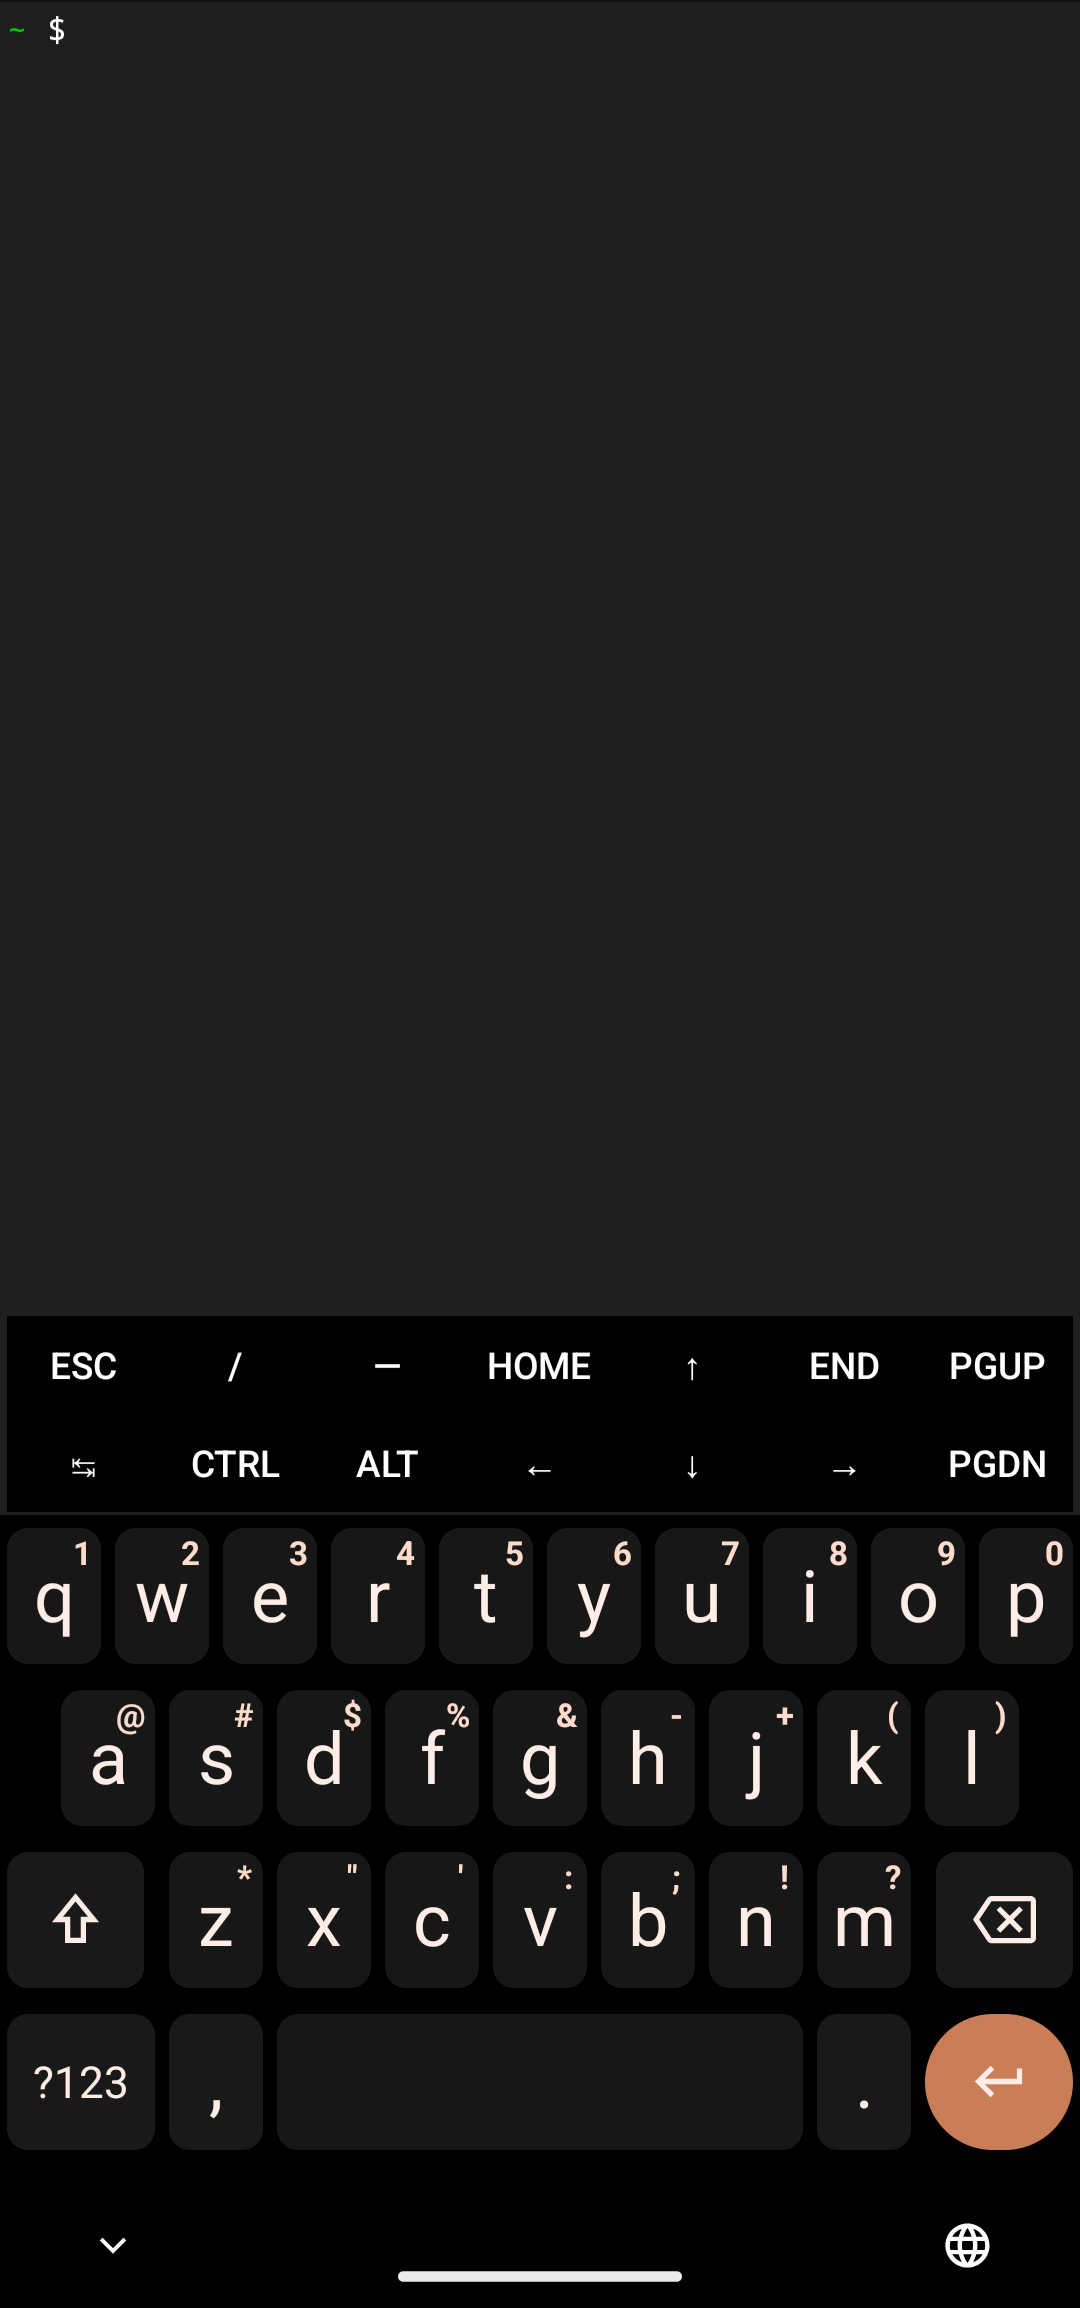 ~ $
ESC / — HOME ↑ END PGUP
↹ CTRL ALT ← ↓ → PGDN
1 2 3 4 5 6 7 8 9 0
q w e r t y u i o p
@ # $ % & - + ( )
a s d f g h j k l
* " ' : ; ! ?
z x c v b n m
?123 , .